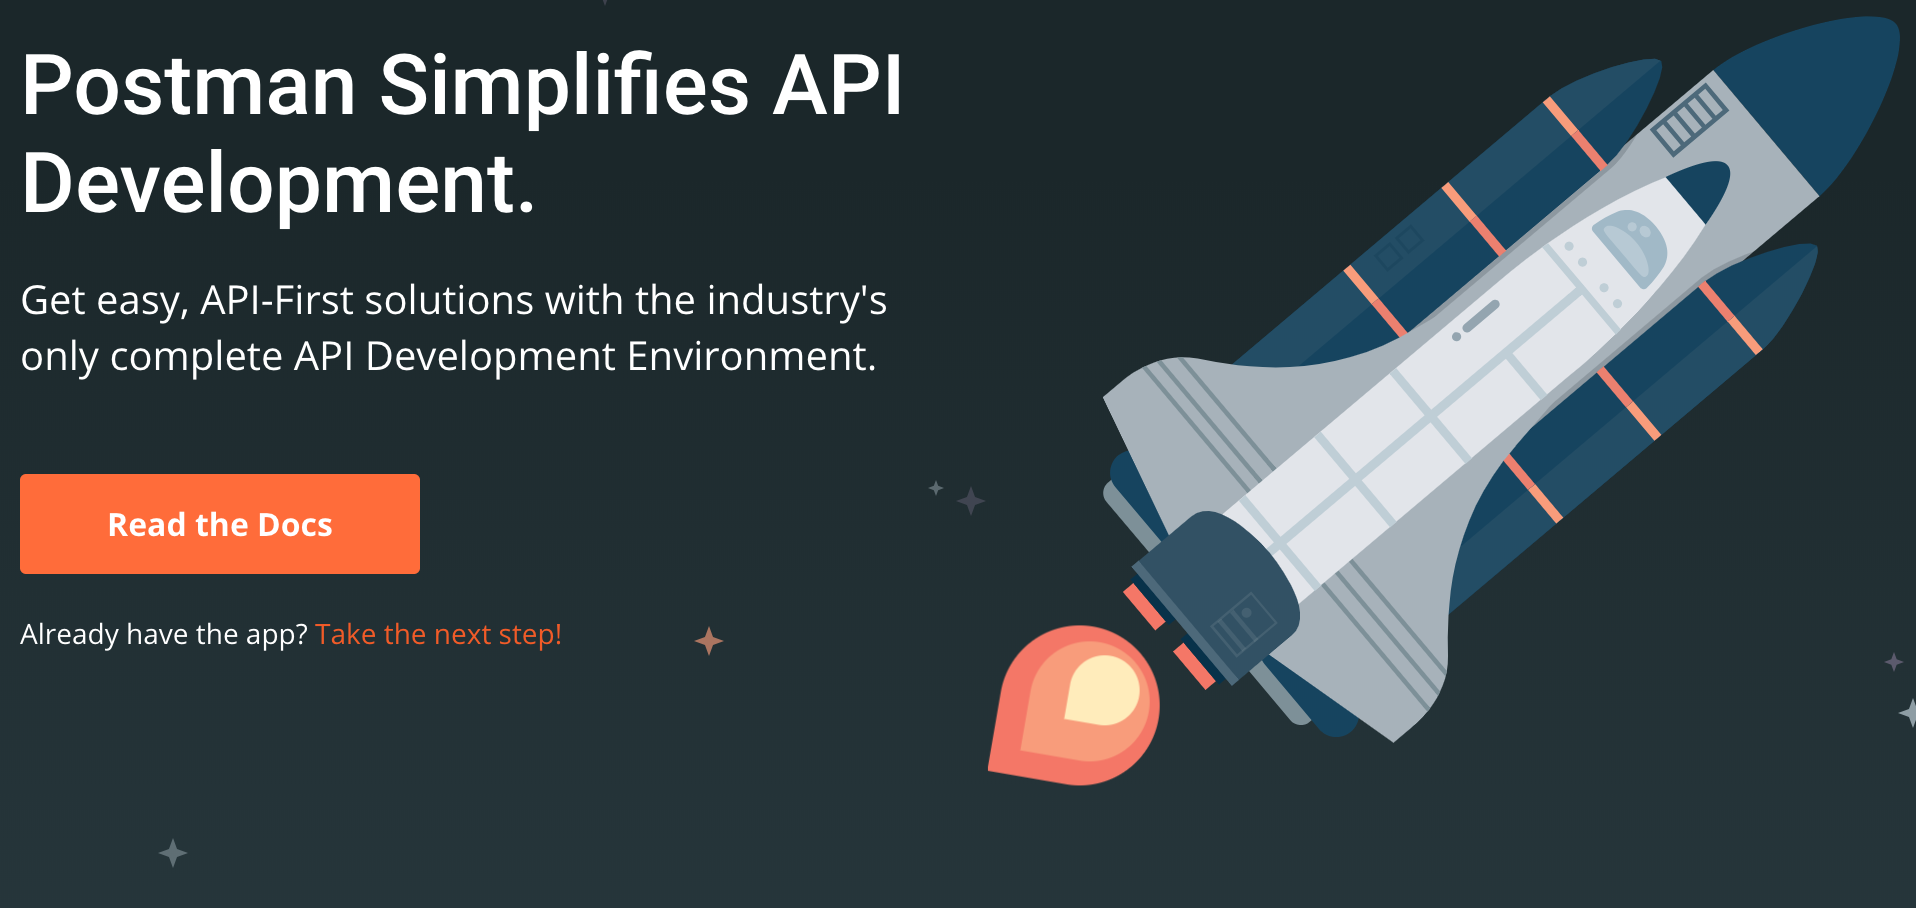 Postman Simplifies API
Development.
Get easy, API-First solutions with the industry's
only complete API Development Environment.
Read the Docs
Already have the app? Take the next step!